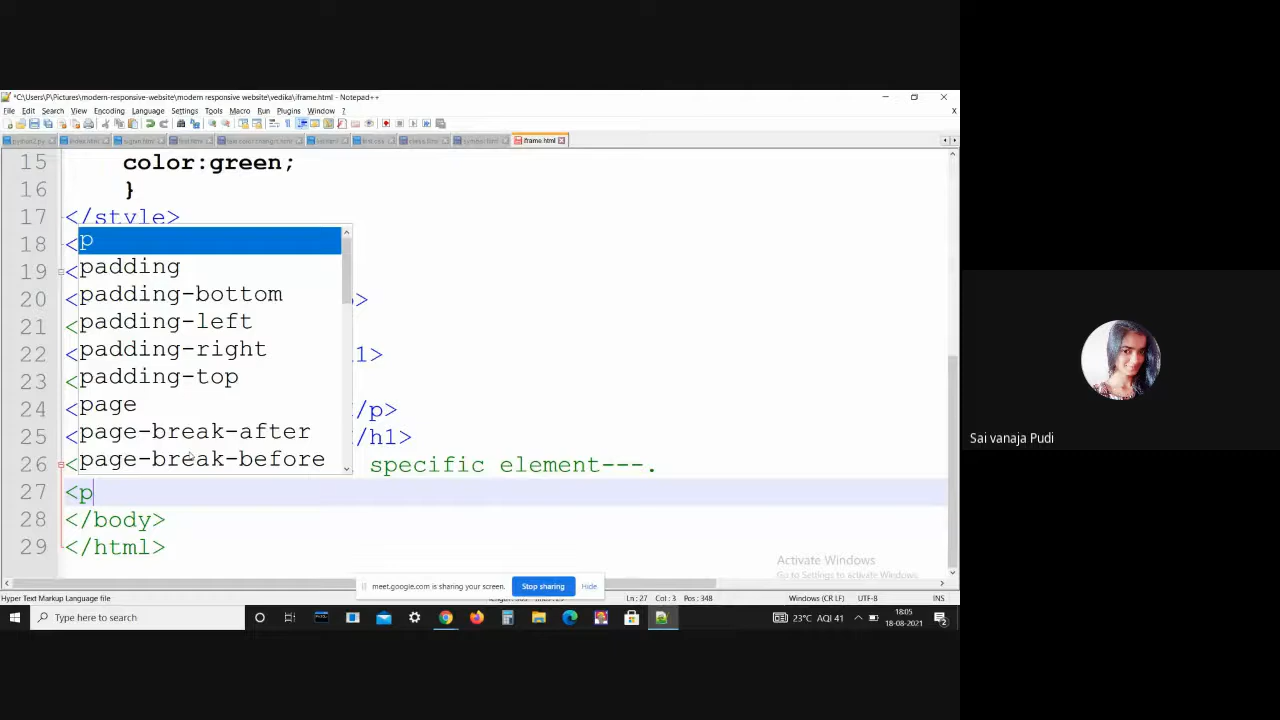 *C:\Users\P\Pictures\modern-responsive-website\modern responsive website\vedika\iframe.html - Notepad++
File Edit Search View Encoding Language Settings Tools Macro Run Plugins Window ?
iframe.html
15 color:green;
16 }
17 </style>
18 <
19 <
20 < >
21 <
22 < 1>
23 <
24 < /p>
25 < /h1>
26 < specific element---.
27 <p
28 </body>
29 </html>
p
padding
padding-bottom
padding-left
padding-right
padding-top
page
page-break-after
page-break-before
Sai vanaja Pudi
Activate Windows
Go to Settings to activate Windows.
meet.google.com is sharing your screen. Stop sharing Hide
Hyper Text Markup Language file Ln:27 Col:3 Pos:348 Windows (CR LF) UTF-8 INS
Type here to search 23°C AQI 41 18:05
18-08-2021